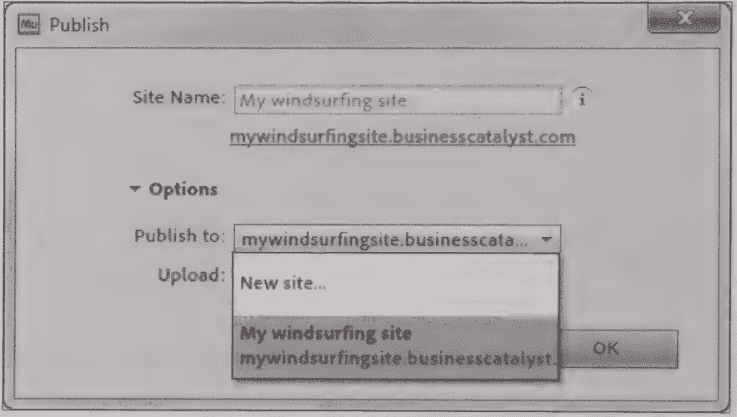 Mu Publish
Site Name: My windsurfing site i
mywindsurfingsite.businesscatalyst.com
Options
Publish to: mywindsurfingsite.businesscata...
Upload:
New site...
My windsurfing site
mywindsurfingsite.businesscatalyst.
OK